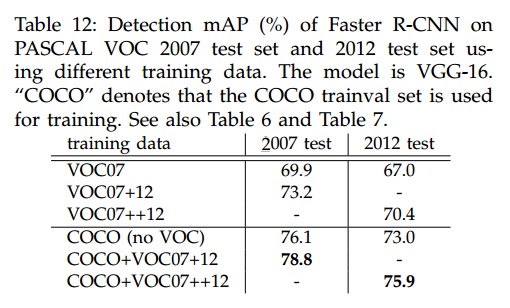 Table 12: Detection mAP (%) of Faster R-CNN on
PASCAL VOC 2007 test set and 2012 test set us-
ing different training data. The model is VGG-16.
“COCO” denotes that the COCO trainval set is used
for training. See also Table 6 and Table 7.
training data 2007 test 2012 test
VOC07 69.9 67.0
VOC07+12 73.2 -
VOC07++12 - 70.4
COCO (no VOC) 76.1 73.0
COCO+VOC07+12 78.8 -
COCO+VOC07++12 - 75.9